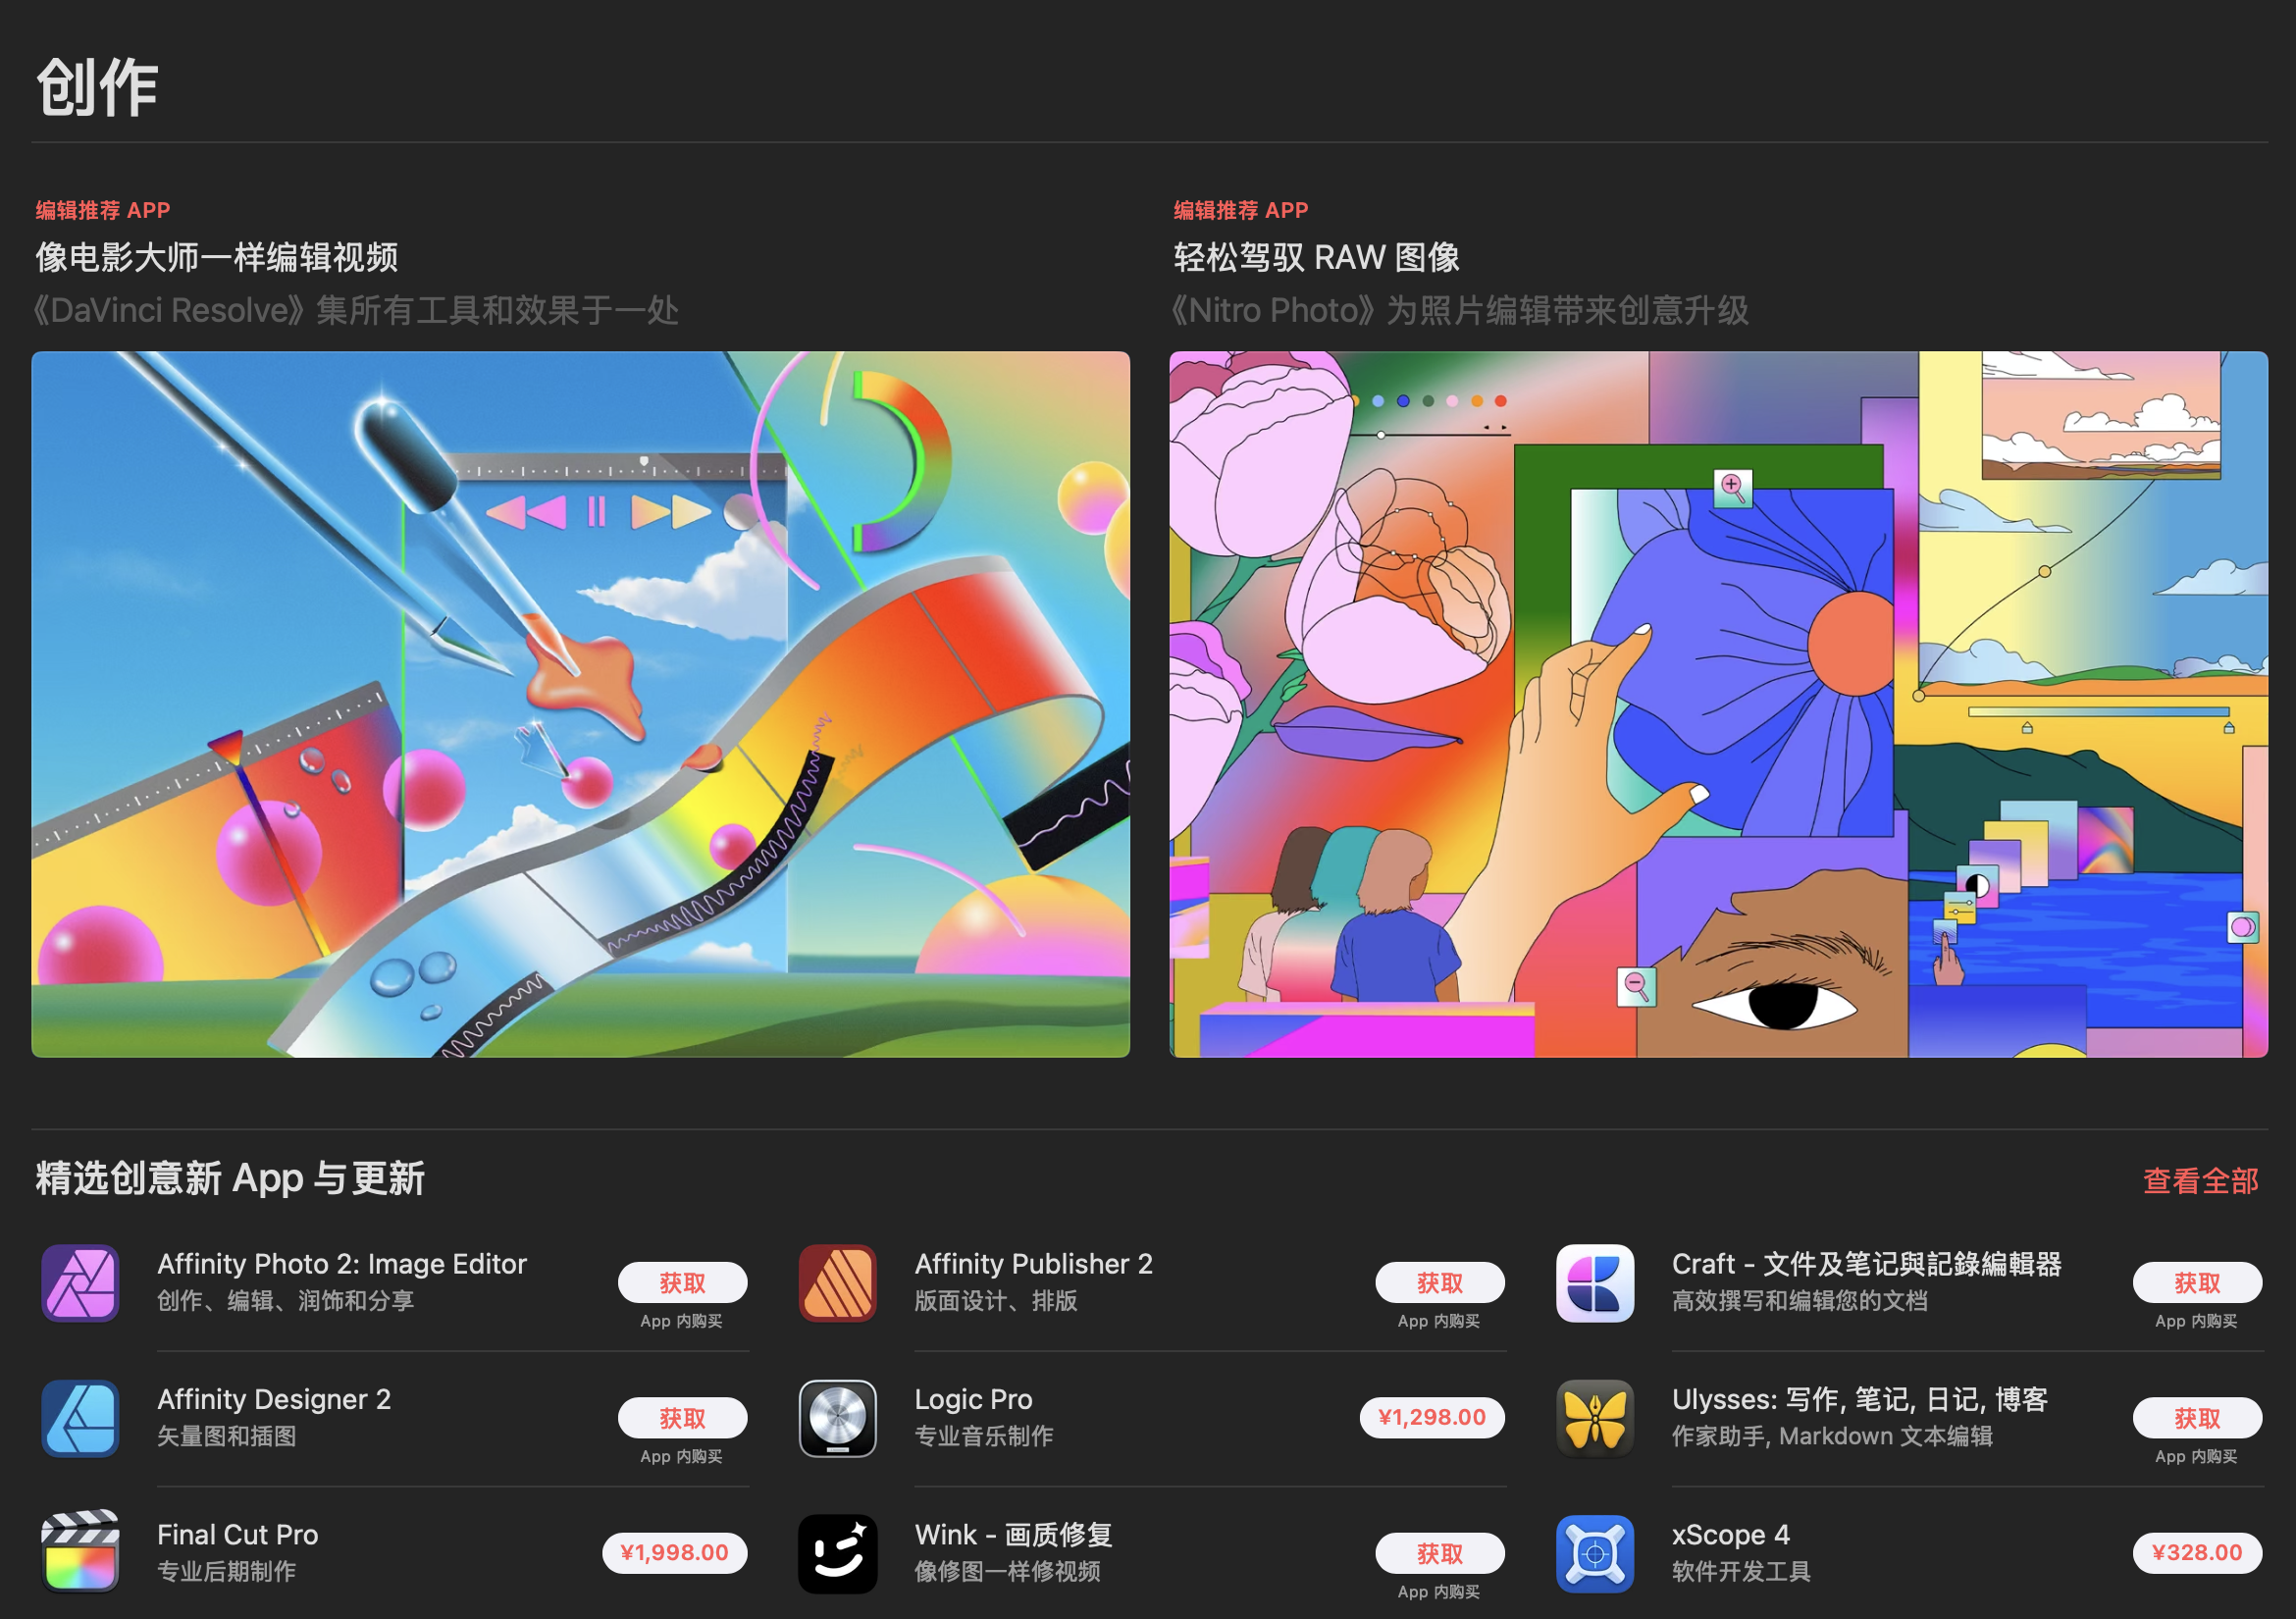 创作
编辑推荐 APP
像电影大师一样编辑视频
《DaVinci Resolve》集所有工具和效果于一处
编辑推荐 APP
轻松驾驭 RAW 图像
《Nitro Photo》为照片编辑带来创意升级
精选创意新 App 与更新
查看全部
Affinity Photo 2: Image Editor
创作、编辑、润饰和分享
获取
App 内购买
Affinity Publisher 2
版面设计、排版
获取
App 内购买
Craft - 文件及笔记與記錄編輯器
高效撰写和编辑您的文档
获取
App 内购买
Affinity Designer 2
矢量图和插图
获取
App 内购买
Logic Pro
专业音乐制作
¥1,298.00
Ulysses: 写作, 笔记, 日记, 博客
作家助手, Markdown 文本编辑
获取
App 内购买
Final Cut Pro
专业后期制作
¥1,998.00
Wink - 画质修复
像修图一样修视频
获取
App 内购买
xScope 4
软件开发工具
¥328.00